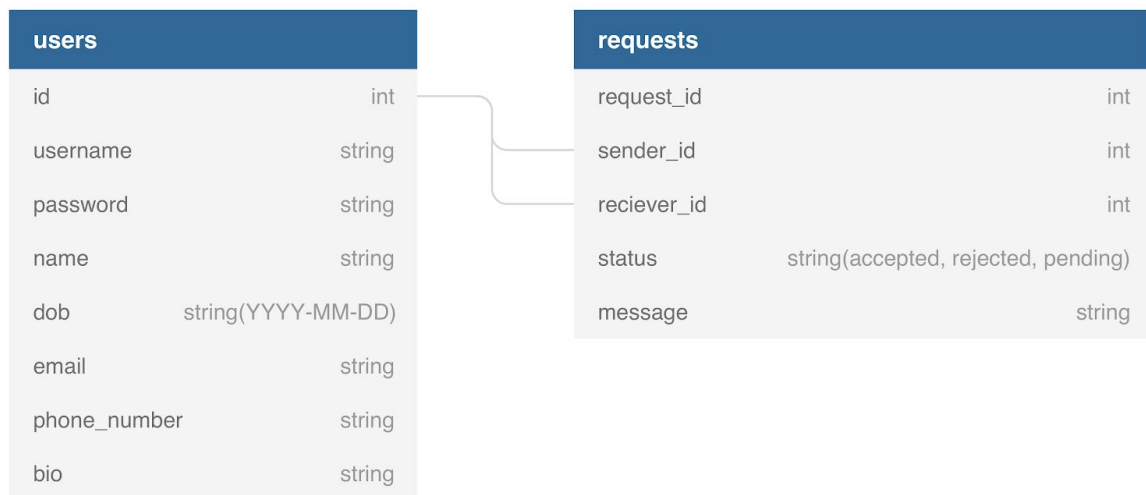 users
id int
username string
password string
name string
dob string(YYYY-MM-DD)
email string
phone_number string
bio string
requests
request_id int
sender_id int
reciever_id int
status string(accepted, rejected, pending)
message string